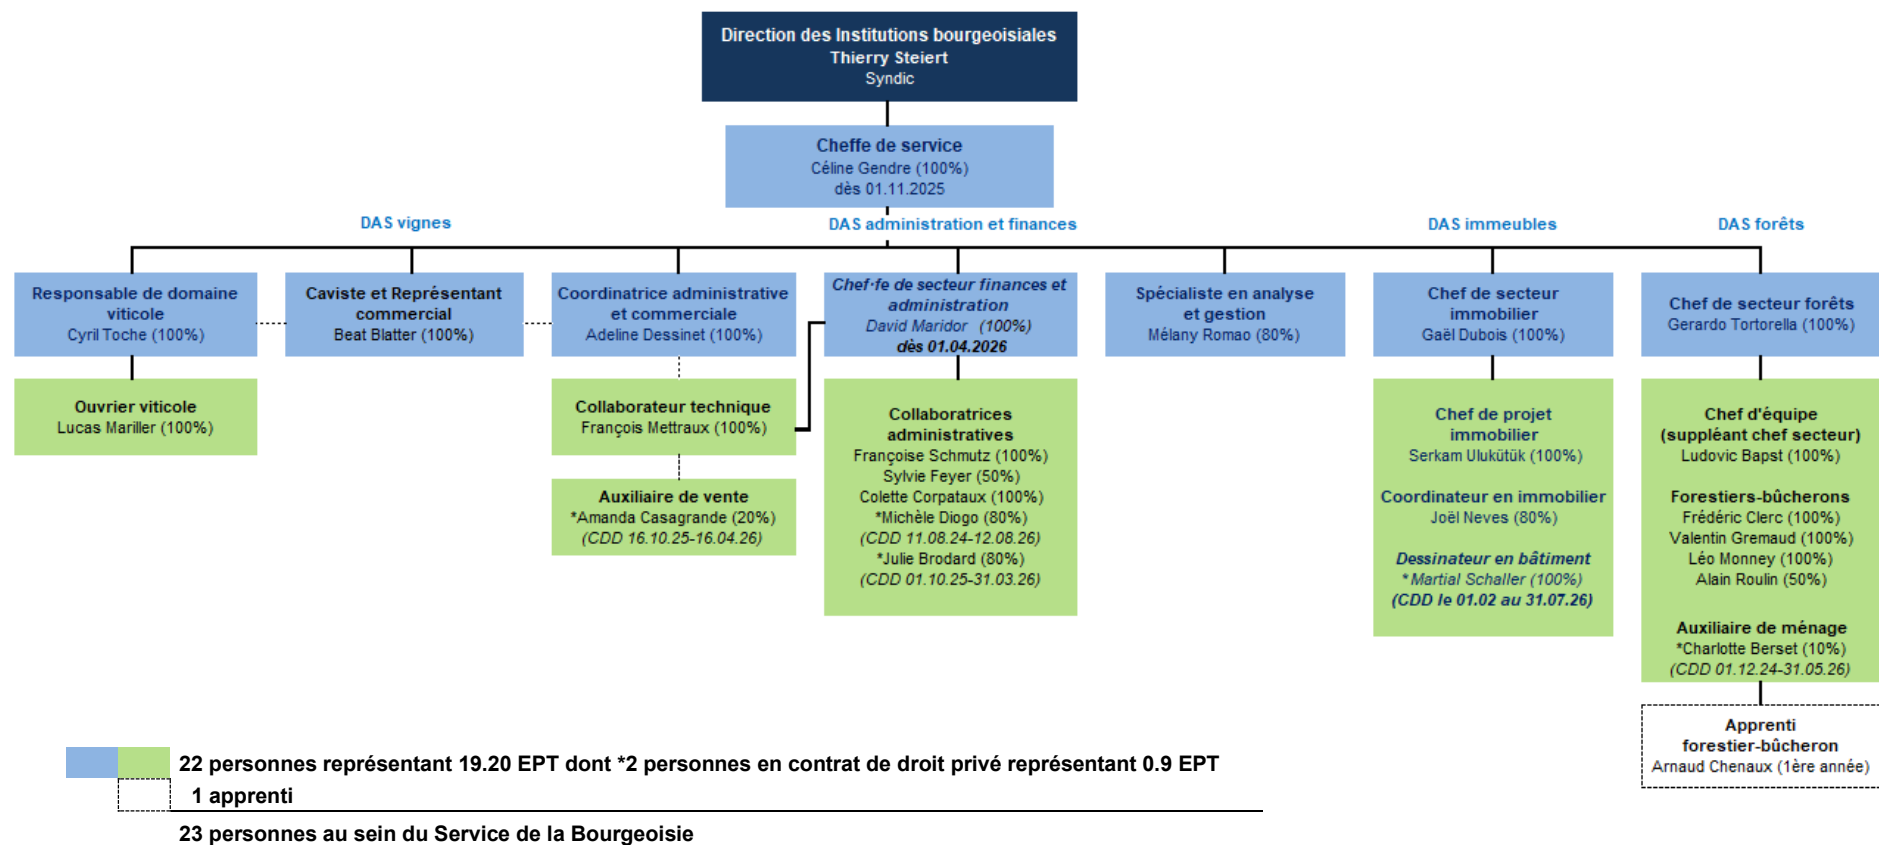 Direction des Institutions bourgeoisiales
Thierry Steiert
Syndic
Cheffe de service
Céline Gendre (100%)
dès 01.11.2025
DAS vignes
DAS administration et finances
DAS immeubles
DAS forêts
Responsable de domaine
viticole
Cyril Toche (100%)
Caviste et Représentant
commercial
Beat Blatter (100%)
Coordinatrice administrative
et commerciale
Adeline Dessinet (100%)
Chef·fe de secteur finances et
administration
David Maridor (100%)
dès 01.04.2026
Spécialiste en analyse
et gestion
Mélany Romao (80%)
Chef de secteur
immobilier
Gaël Dubois (100%)
Chef de secteur forêts
Gerardo Tortorella (100%)
Ouvrier viticole
Lucas Mariller (100%)
Collaborateur technique
François Mettraux (100%)
Auxiliaire de vente
*Amanda Casagrande (20%)
(CDD 16.10.25-16.04.26)
Collaboratrices
administratives
Françoise Schmutz (100%)
Sylvie Feyer (50%)
Colette Corpataux (100%)
*Michèle Diogo (80%)
(CDD 11.08.24-12.08.26)
*Julie Brodard (80%)
(CDD 01.10.25-31.03.26)
Chef de projet
immobilier
Serkam Ulukütük (100%)
Coordinateur en immobilier
Joël Neves (80%)
Dessinateur en bâtiment
*Martial Schaller (100%)
(CDD le 01.02 au 31.07.26)
Chef d'équipe
(suppléant chef secteur)
Ludovic Bapst (100%)
Forestiers-bûcherons
Frédéric Clerc (100%)
Valentin Gremaud (100%)
Léo Monney (100%)
Alain Roulin (50%)
Auxiliaire de ménage
*Charlotte Berset (10%)
(CDD 01.12.24-31.05.26)
Apprenti
forestier-bûcheron
Arnaud Chenaux (1ère année)
22 personnes représentant 19.20 EPT dont *2 personnes en contrat de droit privé représentant 0.9 EPT
1 apprenti
23 personnes au sein du Service de la Bourgeoisie